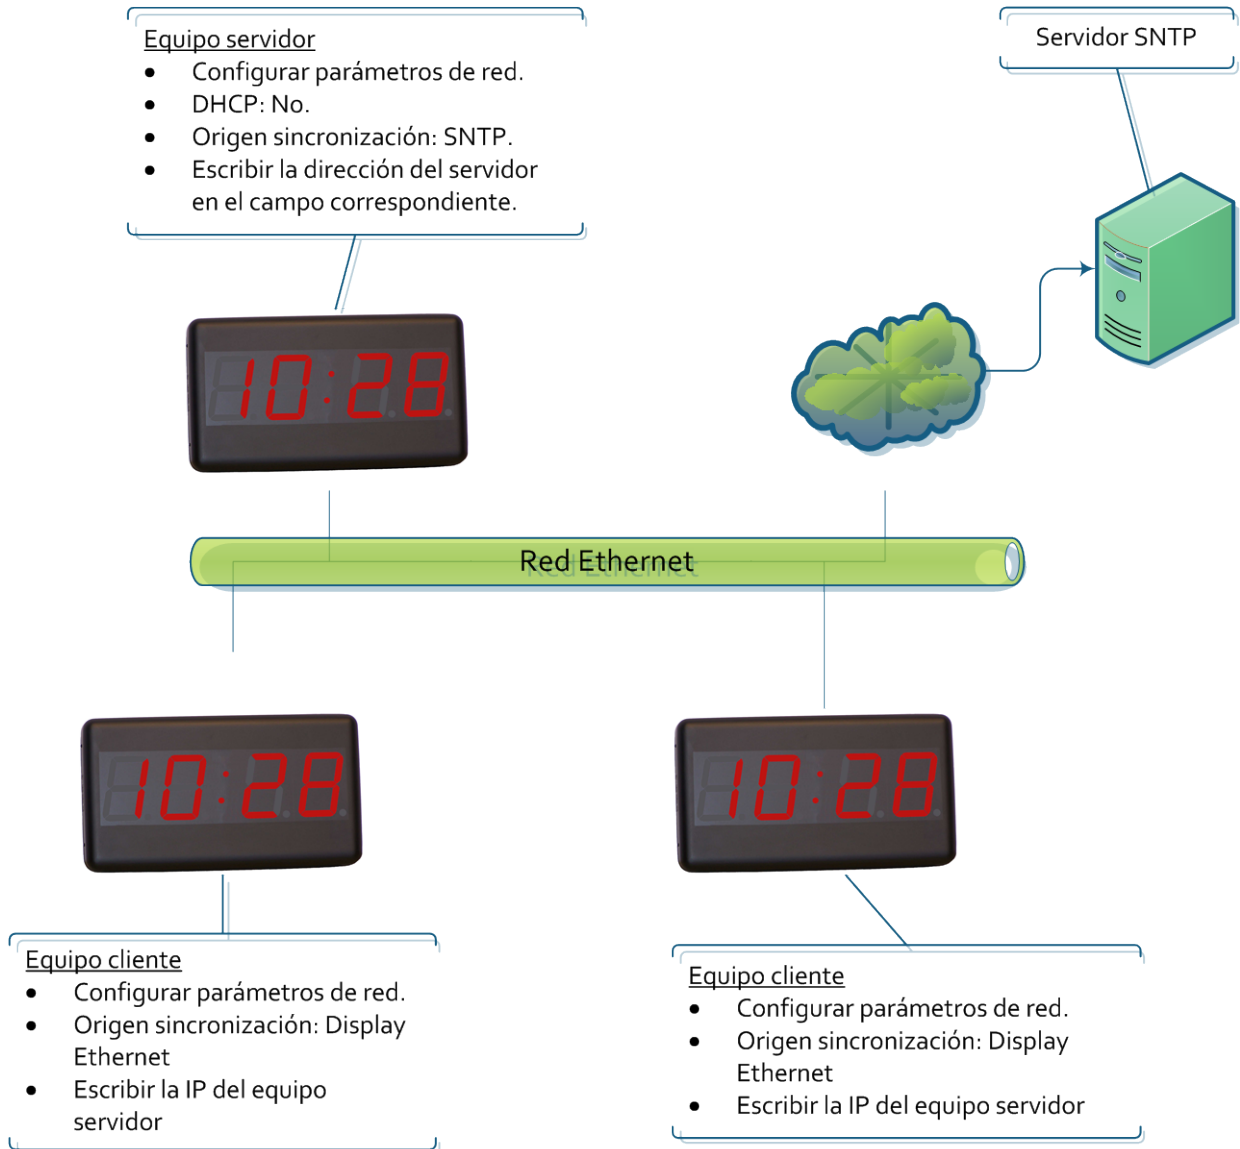 Equipo servidor
• Configurar parámetros de red.
• DHCP: No.
• Origen sincronización: SNTP.
• Escribir la dirección del servidor
en el campo correspondiente.
Servidor SNTP
10:28
Red Ethernet
10:28
10:28
Equipo cliente
• Configurar parámetros de red.
• Origen sincronización: Display
Ethernet
• Escribir la IP del equipo
servidor
Equipo cliente
• Configurar parámetros de red.
• Origen sincronización: Display
Ethernet
• Escribir la IP del equipo servidor